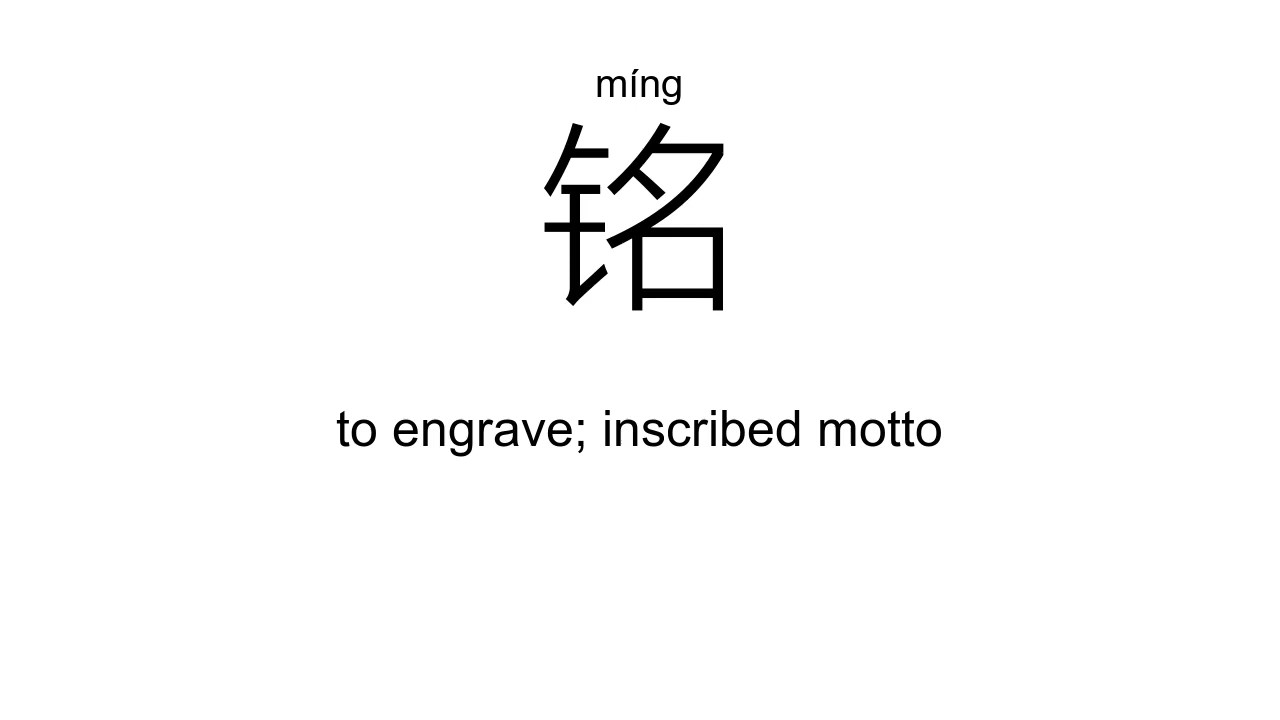 míng
铭
to engrave; inscribed motto